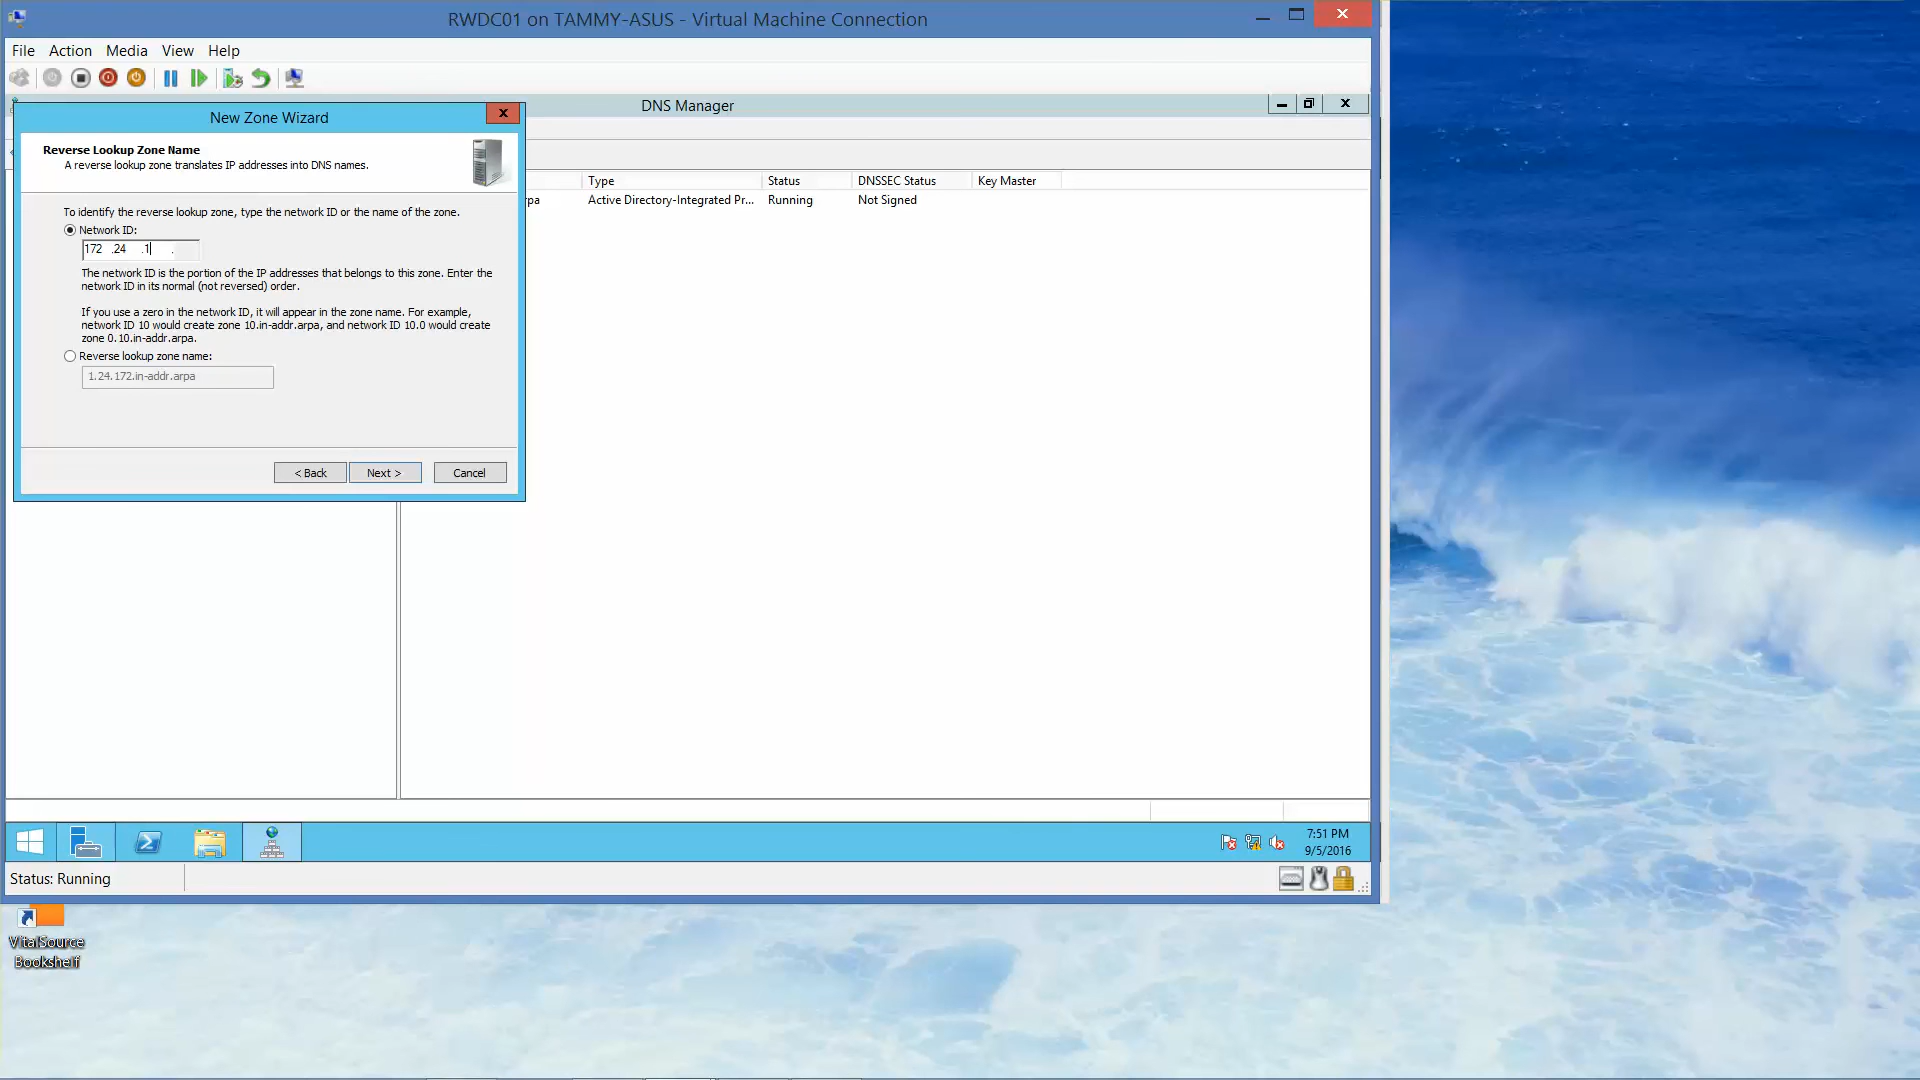 RWDC01 on TAMMY-ASUS - Virtual Machine Connection
File Action Media View Help
DNS Manager
New Zone Wizard
Reverse Lookup Zone Name
A reverse lookup zone translates IP addresses into DNS names.
Type Status DNSSEC Status Key Master
rpa Active Directory-Integrated Pr... Running Not Signed
To identify the reverse lookup zone, type the network ID or the name of the zone.
Network ID:
172 .24 .1 .
The network ID is the portion of the IP addresses that belongs to this zone. Enter the
network ID in its normal (not reversed) order.
If you use a zero in the network ID, it will appear in the zone name. For example,
network ID 10 would create zone 10.in-addr.arpa, and network ID 10.0 would create
zone 0.10.in-addr.arpa.
Reverse lookup zone name:
1.24.172.in-addr.arpa
< Back Next > Cancel
7:51 PM
9/5/2016
Status: Running
VitalSource
Bookshelf